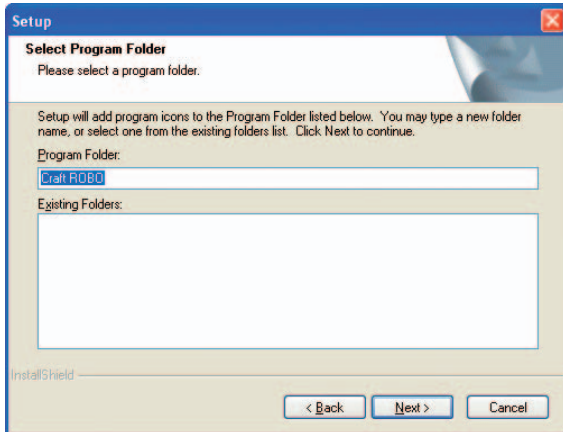 Setup
Select Program Folder
Please select a program folder.
Setup will add program icons to the Program Folder listed below. You may type a new folder
name, or select one from the existing folders list. Click Next to continue.
Program Folder:
Craft ROBO
Existing Folders:
InstallShield
< Back
Next >
Cancel